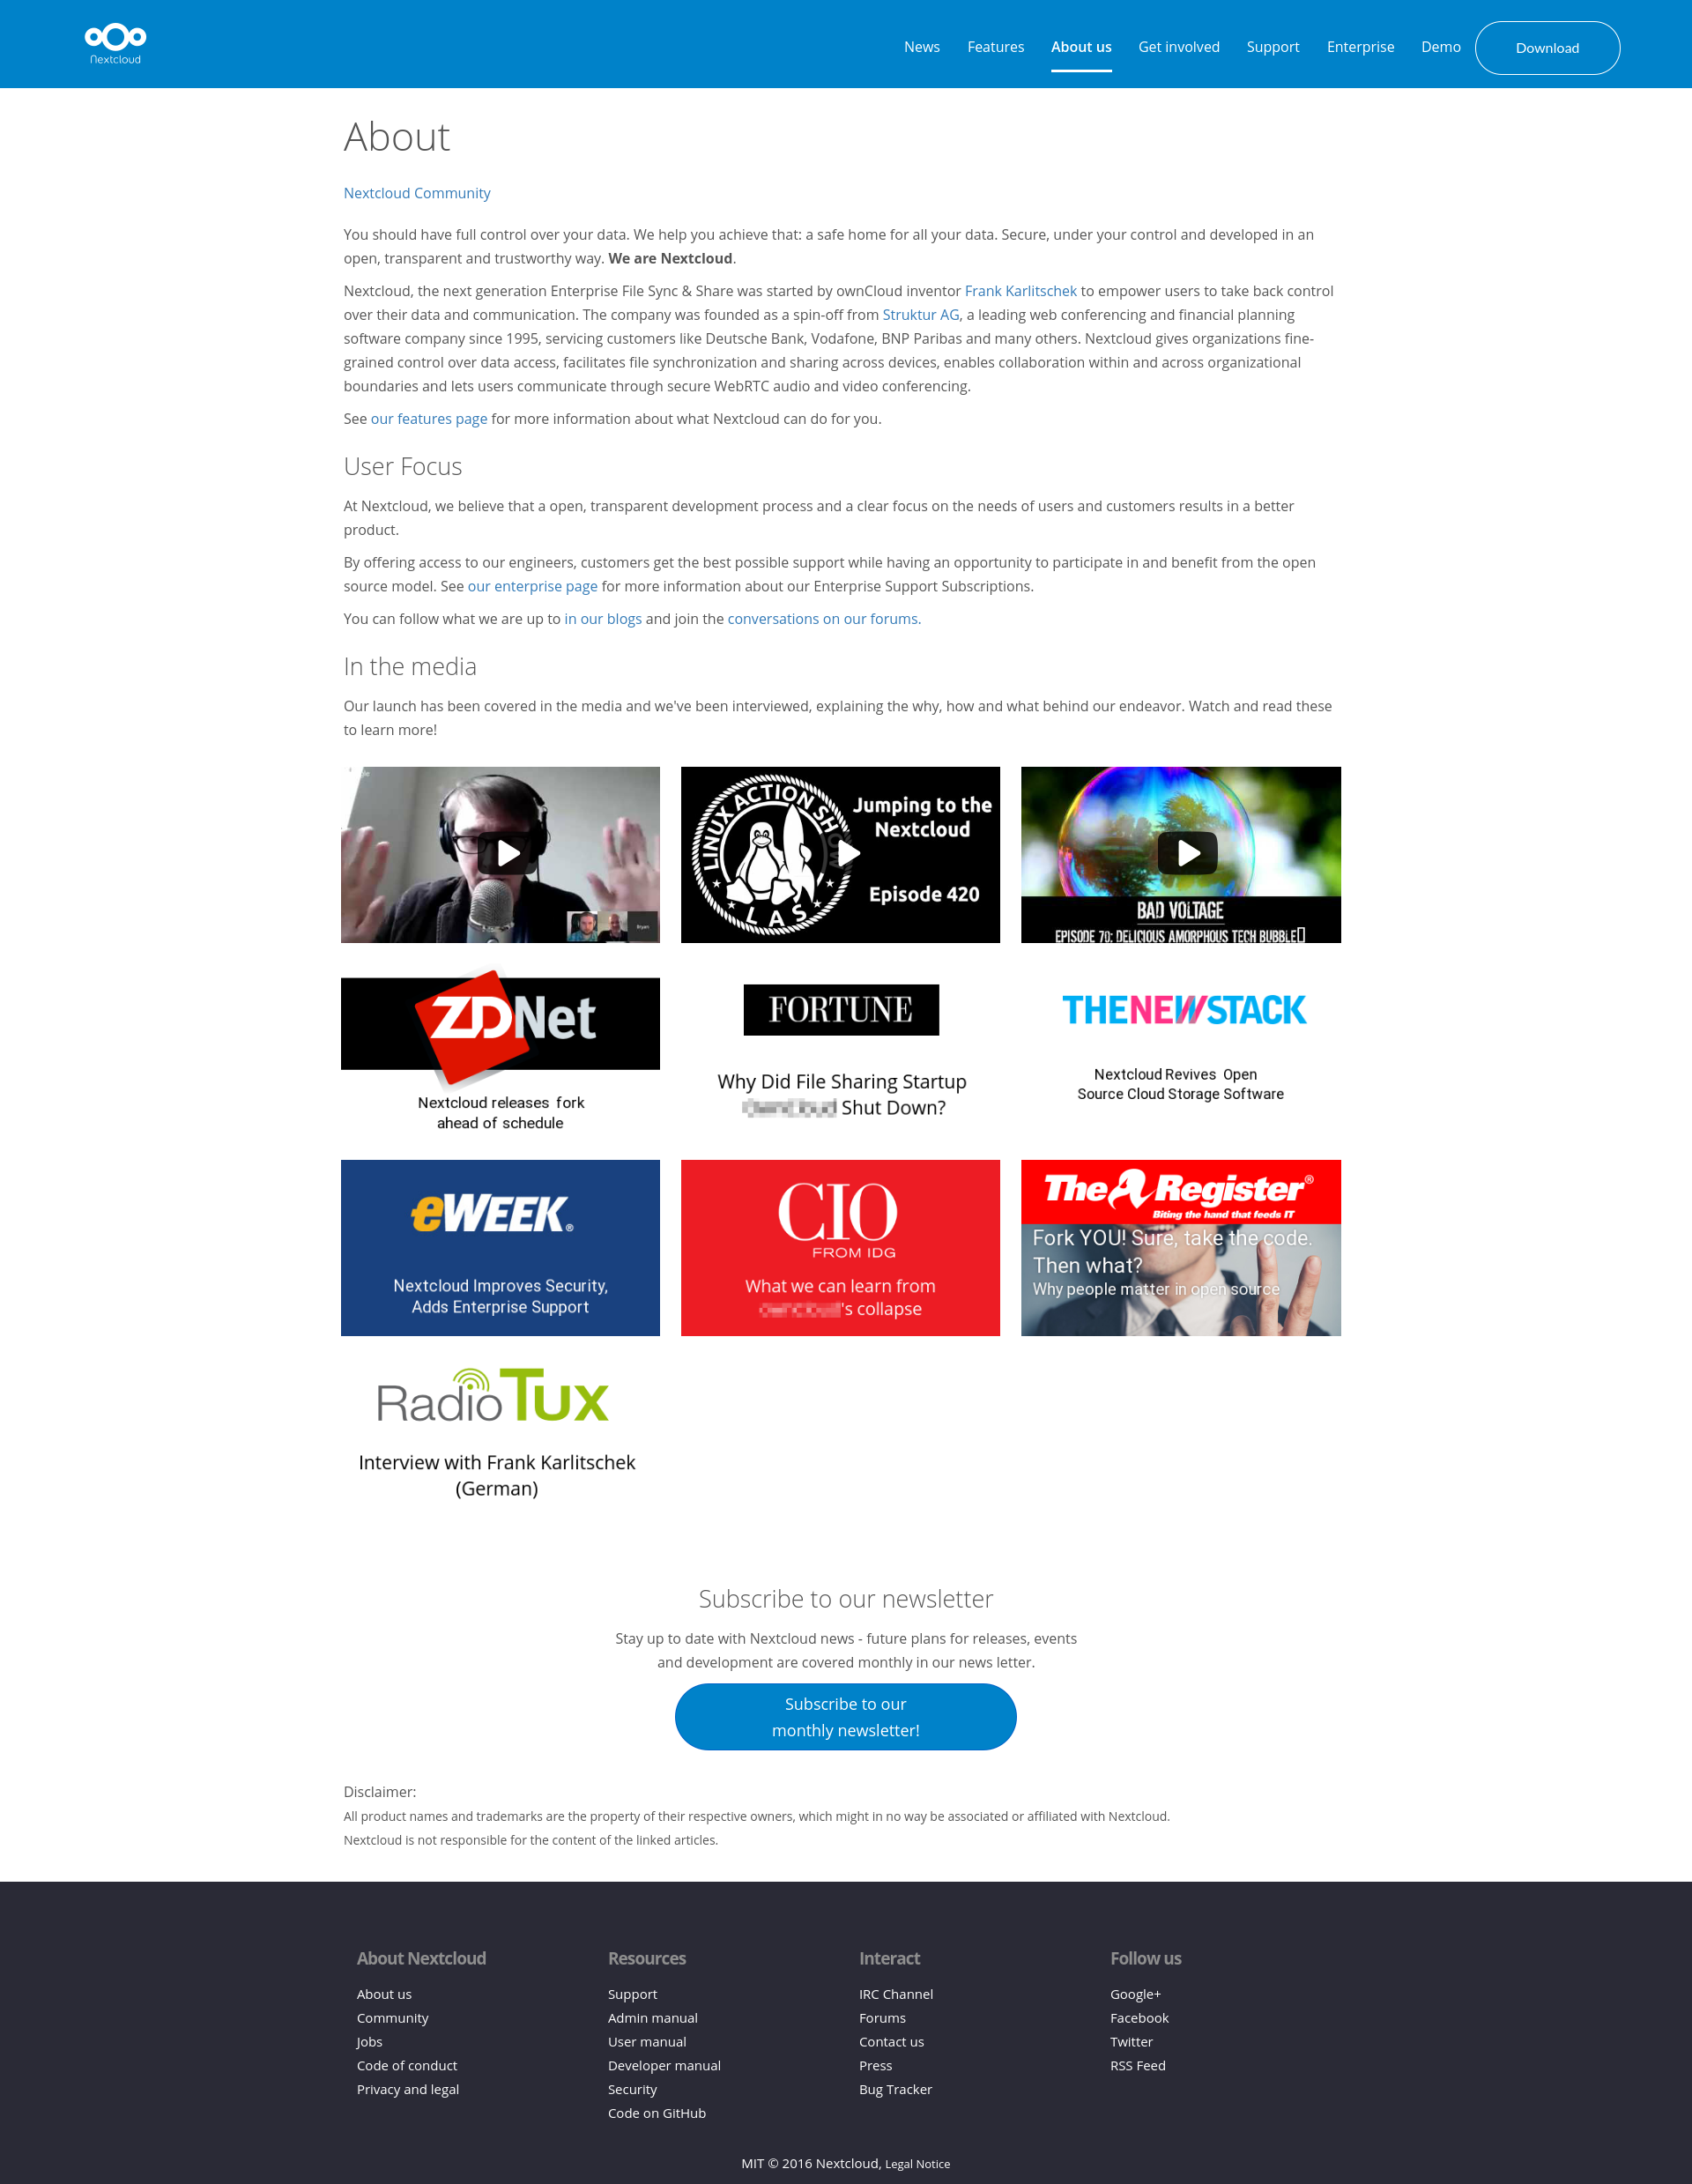 Nextcloud
News Features About us Get involved Support Enterprise Demo Download
About
Nextcloud Community
You should have full control over your data. We help you achieve that: a safe home for all your data. Secure, under your control and developed in an
open, transparent and trustworthy way. We are Nextcloud.
Nextcloud, the next generation Enterprise File Sync & Share was started by ownCloud inventor Frank Karlitschek to empower users to take back control
over their data and communication. The company was founded as a spin-off from Struktur AG, a leading web conferencing and financial planning
software company since 1995, servicing customers like Deutsche Bank, Vodafone, BNP Paribas and many others. Nextcloud gives organizations fine-
grained control over data access, facilitates file synchronization and sharing across devices, enables collaboration within and across organizational
boundaries and lets users communicate through secure WebRTC audio and video conferencing.
See our features page for more information about what Nextcloud can do for you.
User Focus
At Nextcloud, we believe that a open, transparent development process and a clear focus on the needs of users and customers results in a better
product.
By offering access to our engineers, customers get the best possible support while having an opportunity to participate in and benefit from the open
source model. See our enterprise page for more information about our Enterprise Support Subscriptions.
You can follow what we are up to in our blogs and join the conversations on our forums.
In the media
Our launch has been covered in the media and we've been interviewed, explaining the why, how and what behind our endeavor. Watch and read these
to learn more!
Bryan
LINUX ACTION SHOW
LAS
Jumping to the
Nextcloud
Episode 420
BAD VOLTAGE
EPISODE 70: DELICIOUS AMORPHOUS TECH BUBBLE
ZDNet
Nextcloud releases fork
ahead of schedule
FORTUNE
Why Did File Sharing Startup
Shut Down?
THENEWSTACK
Nextcloud Revives Open
Source Cloud Storage Software
eWEEK®
Nextcloud Improves Security,
Adds Enterprise Support
CIO
FROM IDG
What we can learn from
's collapse
The Register®
Biting the hand that feeds IT
Fork YOU! Sure, take the code.
Then what?
Why people matter in open source
RadioTux
Interview with Frank Karlitschek
(German)
Subscribe to our newsletter
Stay up to date with Nextcloud news - future plans for releases, events
and development are covered monthly in our news letter.
Subscribe to our
monthly newsletter!
Disclaimer:
All product names and trademarks are the property of their respective owners, which might in no way be associated or affiliated with Nextcloud.
Nextcloud is not responsible for the content of the linked articles.
About Nextcloud
About us
Community
Jobs
Code of conduct
Privacy and legal
Resources
Support
Admin manual
User manual
Developer manual
Security
Code on GitHub
Interact
IRC Channel
Forums
Contact us
Press
Bug Tracker
Follow us
Google+
Facebook
Twitter
RSS Feed
MIT © 2016 Nextcloud, Legal Notice